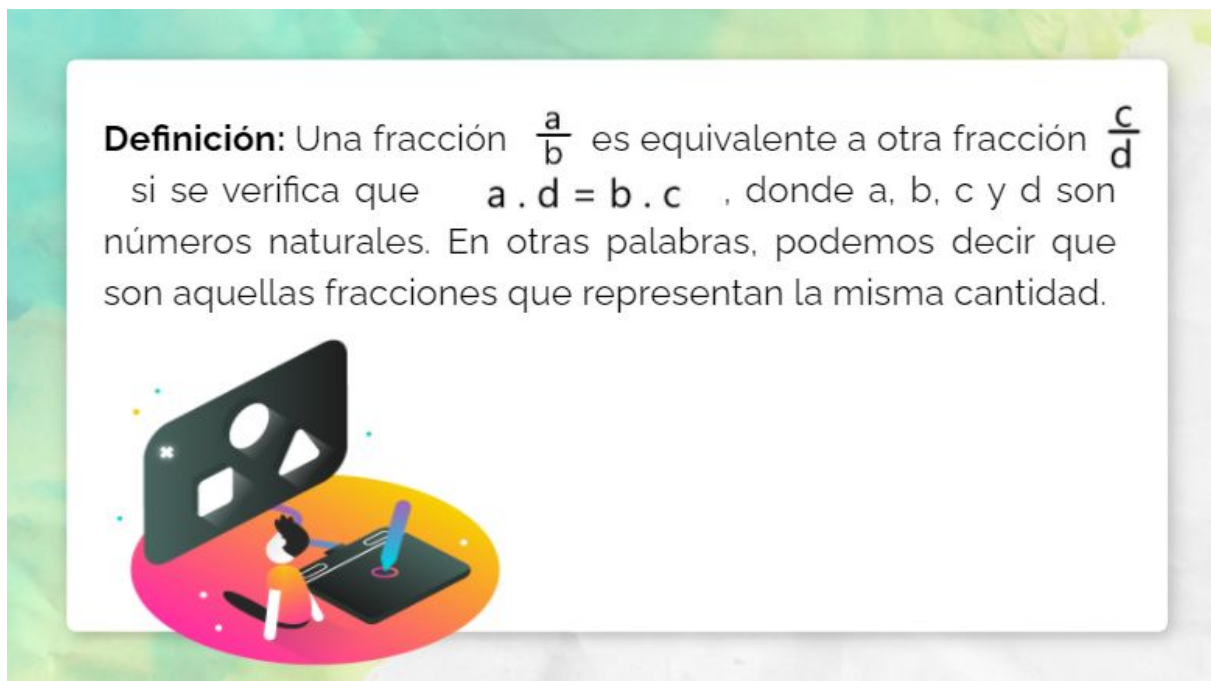 Definición: Una fracción a/b es equivalente a otra fracción c/d
si se verifica que a . d = b . c , donde a, b, c y d son
números naturales. En otras palabras, podemos decir que
son aquellas fracciones que representan la misma cantidad.